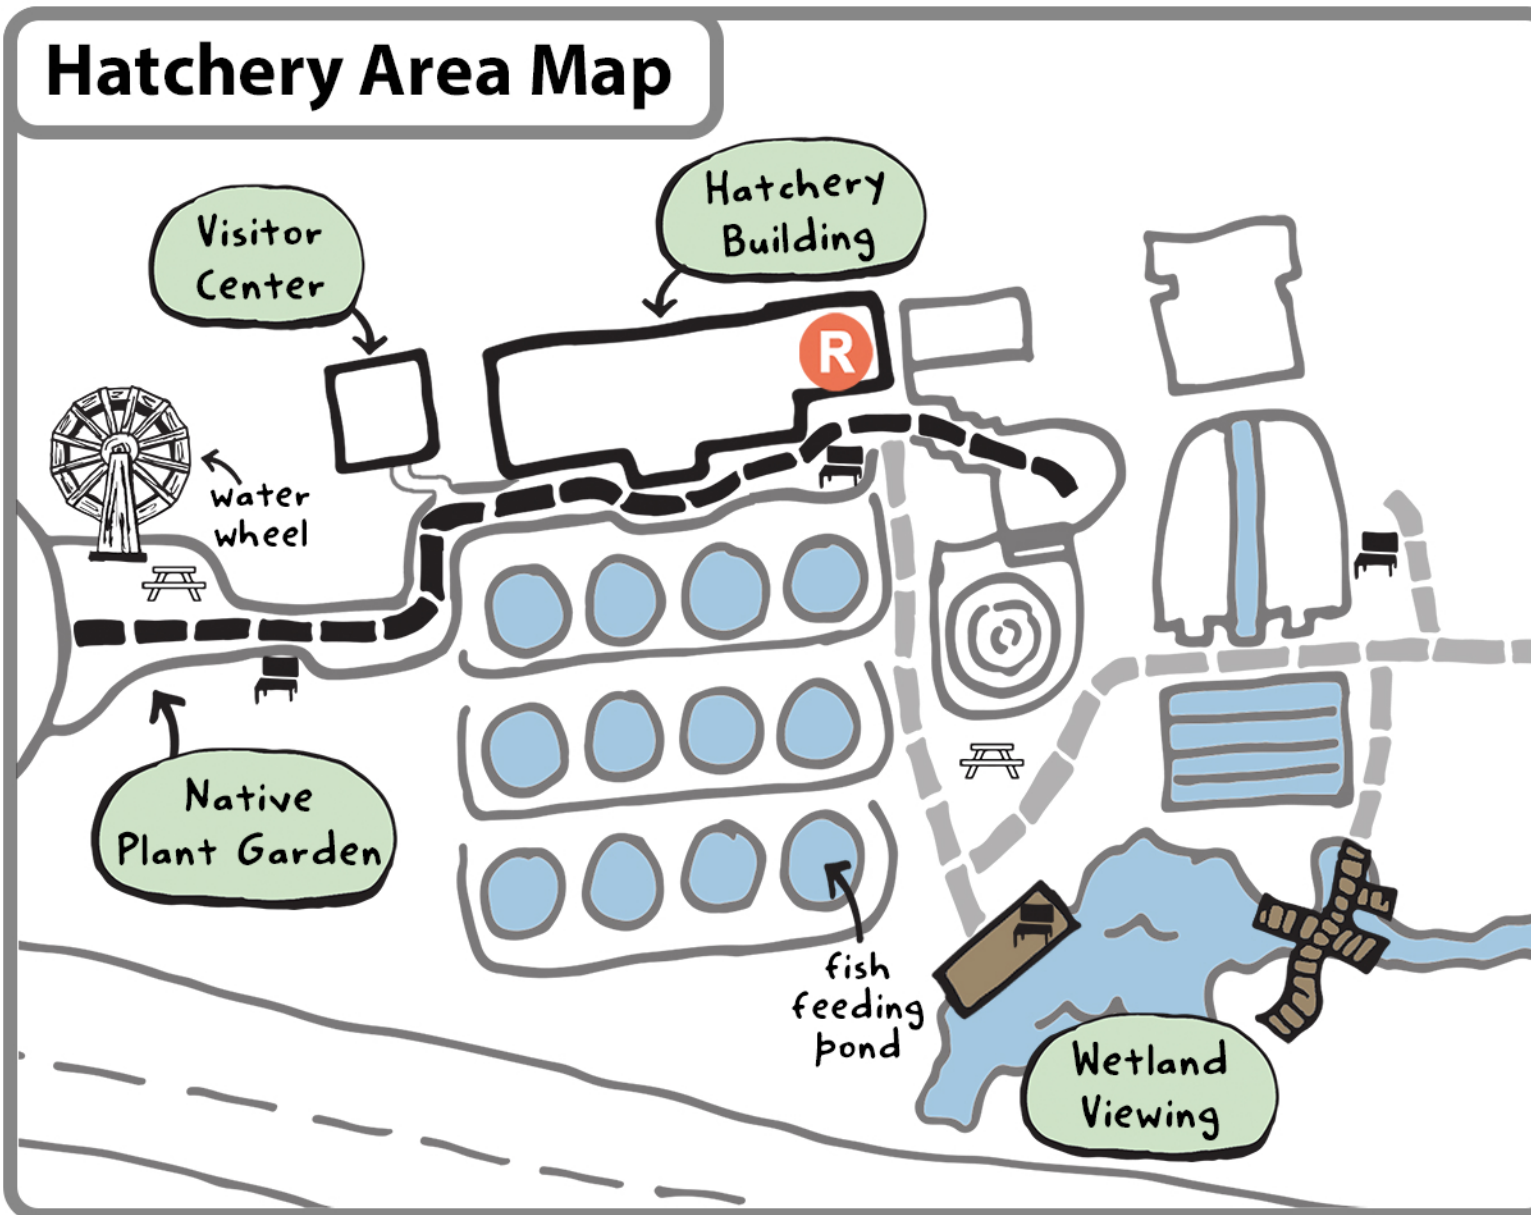 Hatchery Area Map
Hatchery
Building
Visitor
Center
R
water
wheel
Native
Plant Garden
fish
feeding
pond
Wetland
Viewing